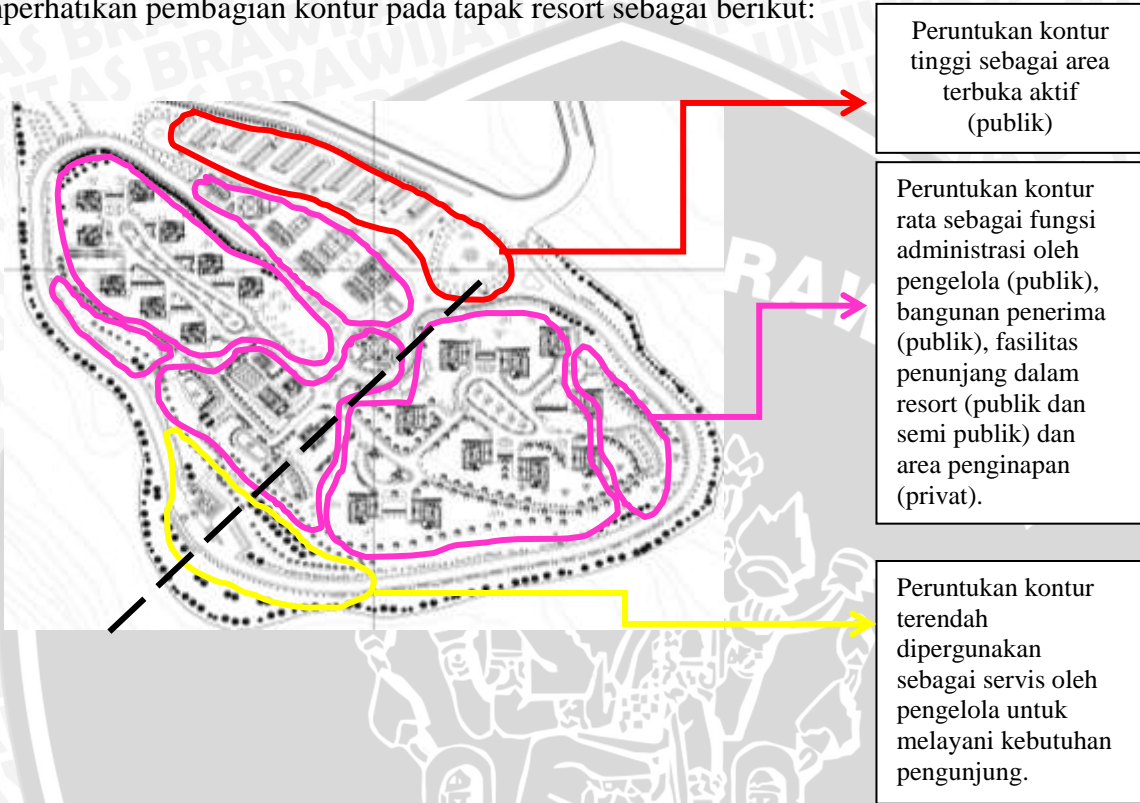 mperhatikan pembagian kontur pada tapak resort sebagai berikut:
Peruntukan kontur
tinggi sebagai area
terbuka aktif
(publik)
Peruntukan kontur
rata sebagai fungsi
administrasi oleh
pengelola (publik),
bangunan penerima
(publik), fasilitas
penunjang dalam
resort (publik dan
semi publik) dan
area penginapan
(privat).
Peruntukan kontur
terendah
dipergunakan
sebagai servis oleh
pengelola untuk
melayani kebutuhan
pengunjung.